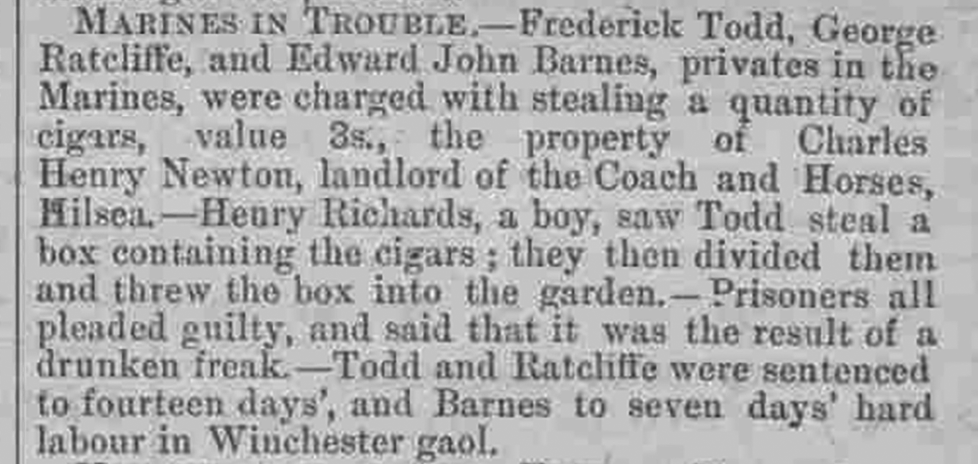 MARINES IN TROUBLE.—Frederick Todd, George
Ratcliffe, and Edward John Barnes, privates in the
Marines, were charged with stealing a quantity of
cigars, value 3s., the property of Charles
Henry Newton, landlord of the Coach and Horses,
Hilsea.—Henry Richards, a boy, saw Todd steal a
box containing the cigars; they then divided them
and threw the box into the garden.—Prisoners all
pleaded guilty, and said that it was the result of a
drunken freak.—Todd and Ratcliffe were sentenced
to fourteen days', and Barnes to seven days' hard
labour in Winchester gaol.